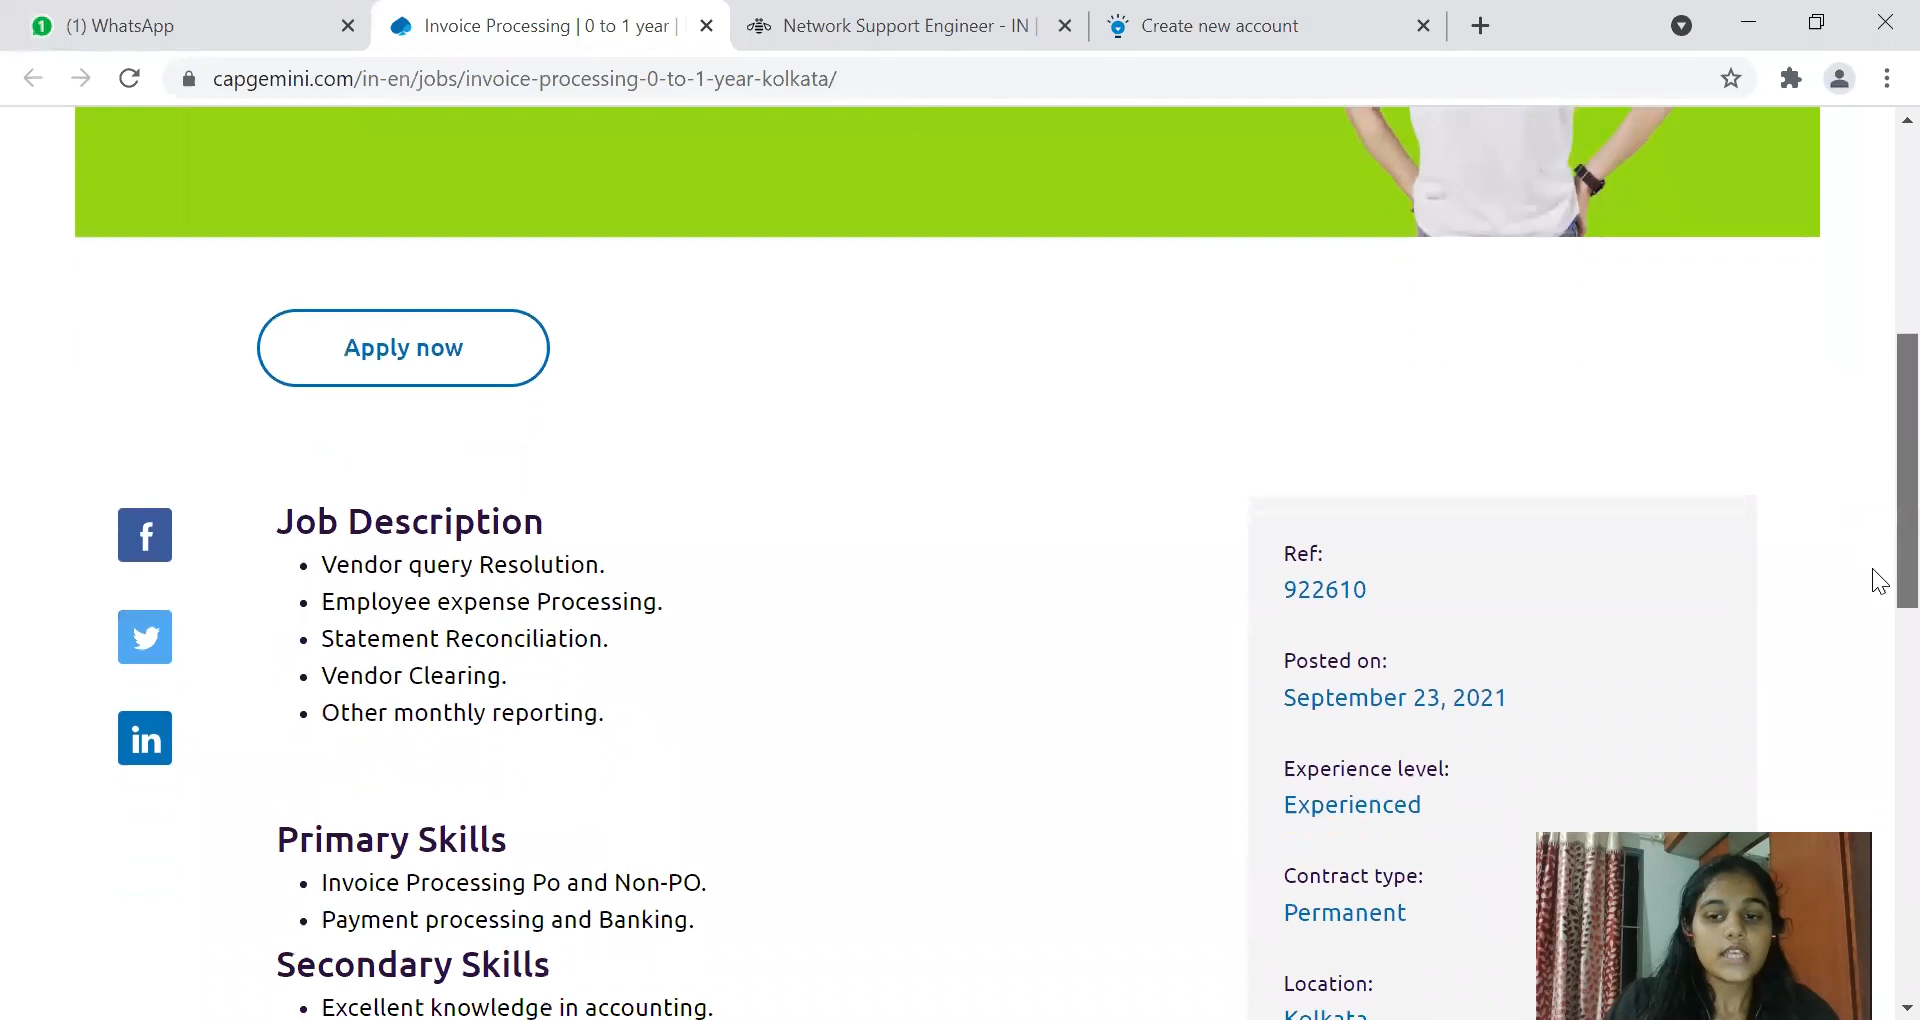 (1) WhatsApp
Invoice Processing | 0 to 1 year |
Network Support Engineer - IN |
Create new account
capgemini.com/in-en/jobs/invoice-processing-0-to-1-year-kolkata/
Apply now
Job Description
Vendor query Resolution.
Employee expense Processing.
Statement Reconciliation.
Vendor Clearing.
Other monthly reporting.
Primary Skills
Invoice Processing Po and Non-PO.
Payment processing and Banking.
Secondary Skills
Excellent knowledge in accounting.
Ref:
922610
Posted on:
September 23, 2021
Experience level:
Experienced
Contract type:
Permanent
Location:
Kolkata